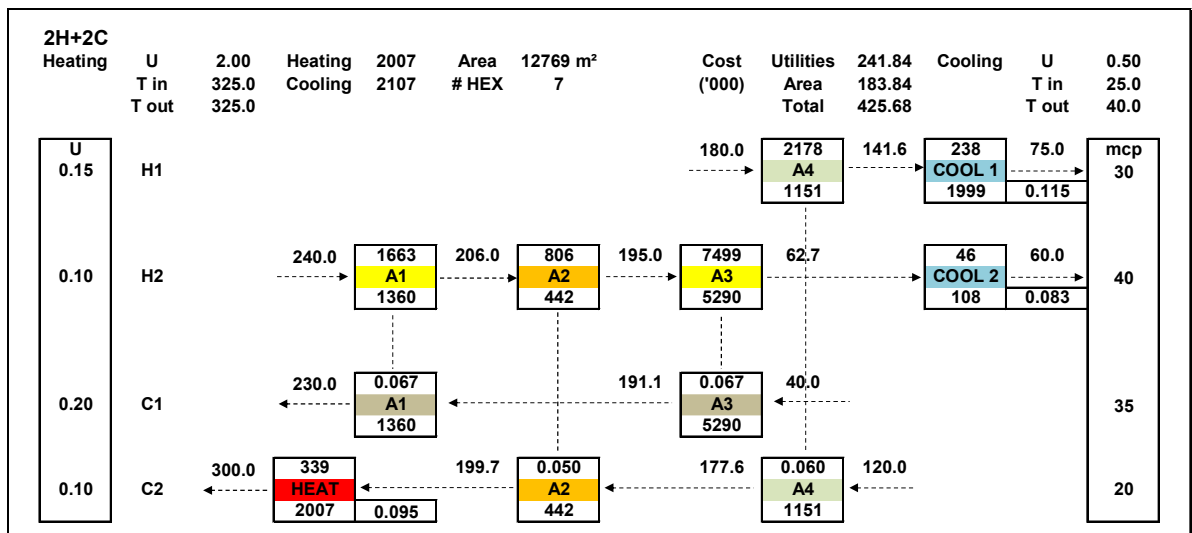 2H+2C
Heating U 2.00 Heating 2007 Area 12769 m² Cost Utilities 241.84 Cooling U 0.50
T in 325.0 Cooling 2107 # HEX 7 ('000) Area 183.84 T in 25.0
T out 325.0 Total 425.68 T out 40.0
U 180.0 2178 141.6 238 75.0 mcp
0.15 H1 A4 COOL 1 30
1151 1999 0.115
240.0 1663 206.0 806 195.0 7499 62.7 46 60.0
0.10 H2 A1 A2 A3 COOL 2 40
1360 442 5290 108 0.083
230.0 0.067 191.1 0.067 40.0
0.20 C1 A1 A3 35
1360 5290
300.0 339 199.7 0.050 177.6 0.060 120.0
0.10 C2 HEAT A2 A4 20
2007 0.095 442 1151